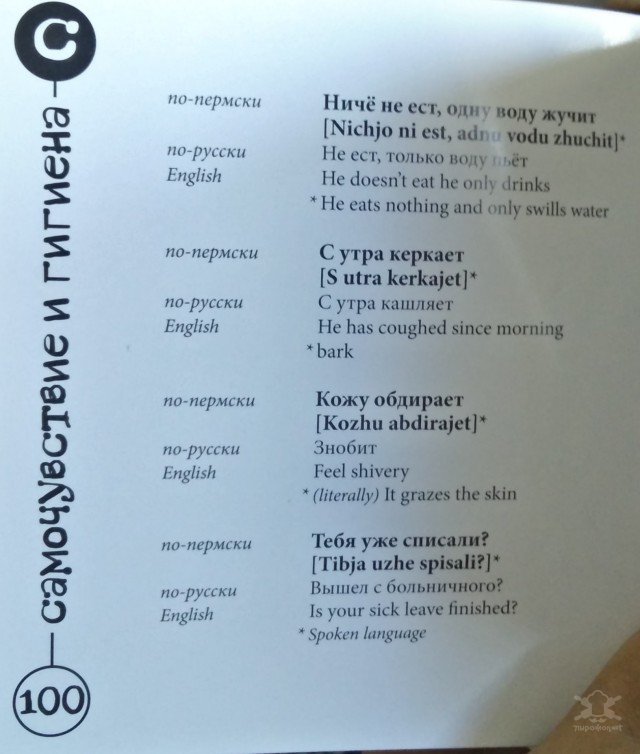 С
самочувствие и гигиена
по-пермски Ничё не ест, одну воду жучит
[Nichjo ni est, adnu vodu zhuchit]*
по-русски Не ест, только воду пьёт
English He doesn't eat he only drinks
* He eats nothing and only swills water
по-пермски С утра керкает
[S utra kerkajet]*
по-русски С утра кашляет
English He has coughed since morning
* bark
по-пермски Кожу обдирает
[Kozhu abdirajet]*
по-русски Знобит
English Feel shivery
* (literally) It grazes the skin
по-пермски Тебя уже списали?
[Tibja uzhe spisali?]*
по-русски Вышел с больничного?
English Is your sick leave finished?
* Spoken language
100